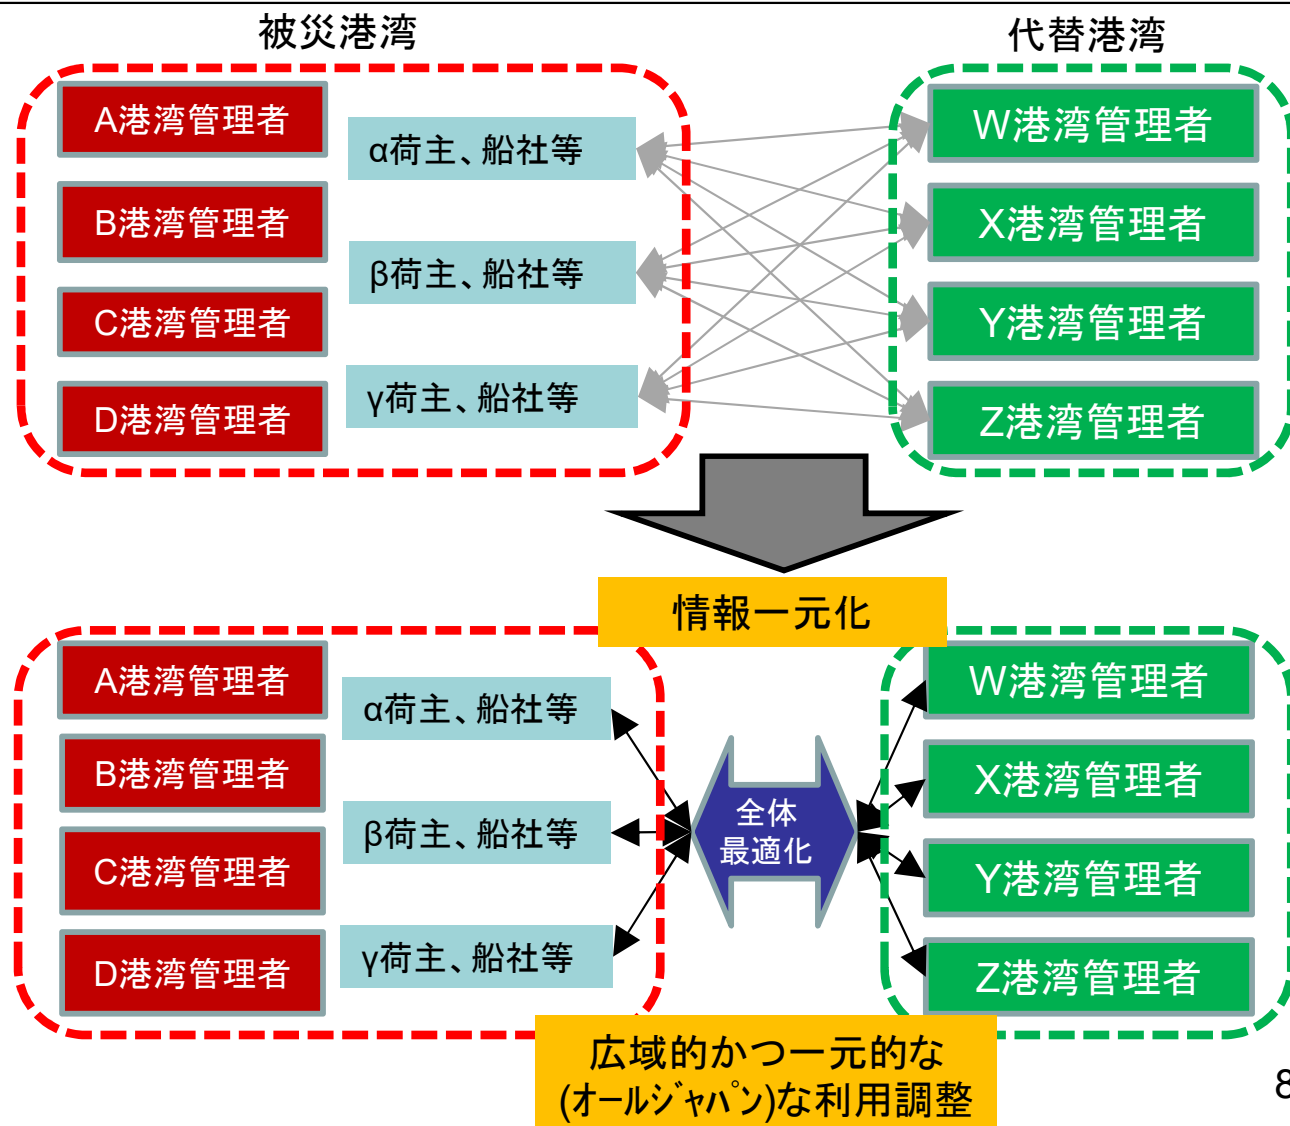 被災港湾
代替港湾
A港湾管理者
B港湾管理者
C港湾管理者
D港湾管理者
α荷主、船社等
β荷主、船社等
γ荷主、船社等
W港湾管理者
X港湾管理者
Y港湾管理者
Z港湾管理者
情報一元化
A港湾管理者
B港湾管理者
C港湾管理者
D港湾管理者
α荷主、船社等
β荷主、船社等
γ荷主、船社等
全体
最適化
W港湾管理者
X港湾管理者
Y港湾管理者
Z港湾管理者
広域的かつ一元的な
(ｵｰﾙｼﾞｬﾊﾟﾝ)な利用調整
8